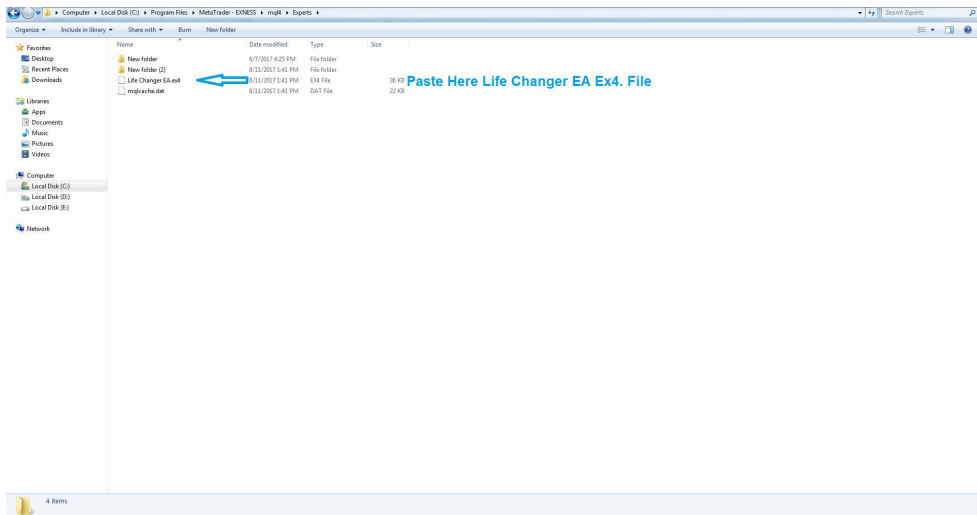 Computer ▸ Local Disk (C:) ▸ Program Files ▸ MetaTrader - EXNESS ▸ mql4 ▸ Experts ▸
Search Experts
Organize Include in library Share with Burn New folder
Name Date modified Type Size
Favorites
Desktop
Recent Places
Downloads
Libraries
Apps
Documents
Music
Pictures
Videos
Computer
Local Disk (C:)
Local Disk (D:)
Local Disk (E:)
Network
New folder 6/7/2017 4:25 PM File folder
New folder (2) 8/11/2017 1:41 PM File folder
Life Changer EA.ex4 8/11/2017 1:41 PM EX4 File 36 KB
Paste Here Life Changer EA Ex4. File
mqlcache.dat 8/11/2017 1:41 PM DAT File 22 KB
4 items